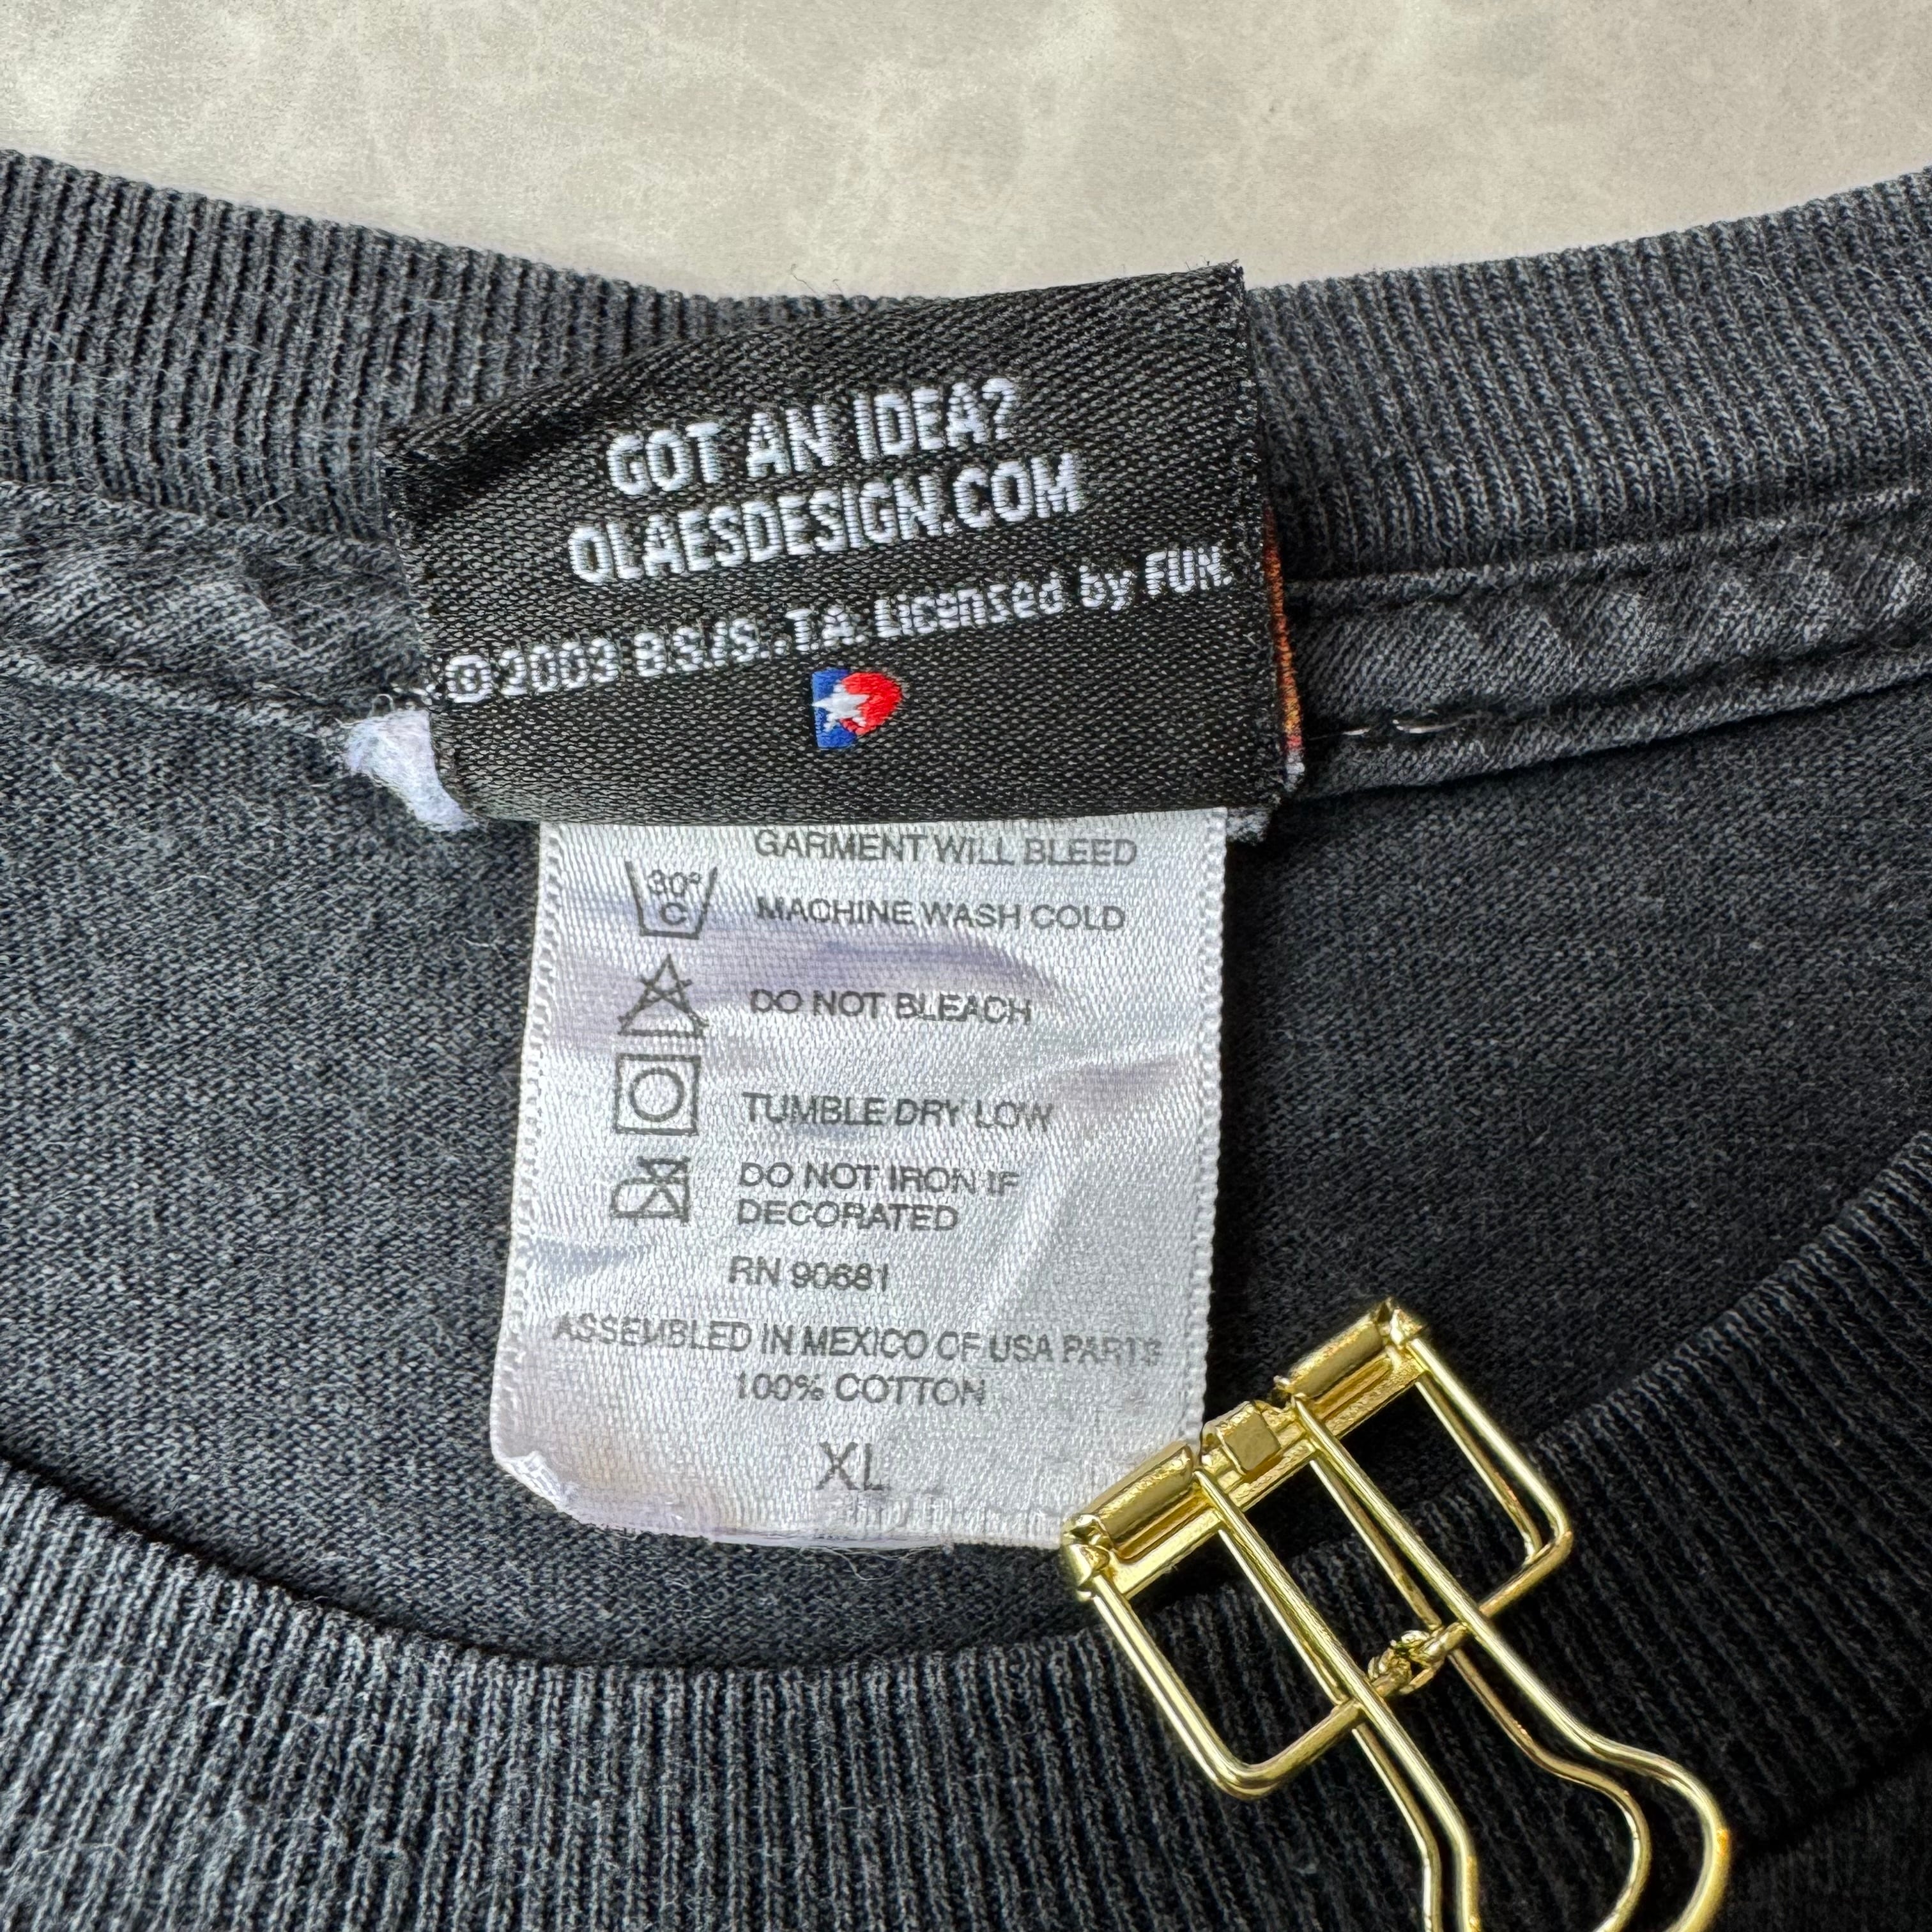 GOT AN IDEA?
OLAESDESIGN.COM
©2003 B.S./S..T.A. Licensed by FUN.
GARMENT WILL BLEED
30°
C
MACHINE WASH COLD
DO NOT BLEACH
TUMBLE DRY LOW
DO NOT IRON IF
DECORATED
RN 90681
ASSEMBLED IN MEXICO OF USA PARTS
100% COTTON
XL